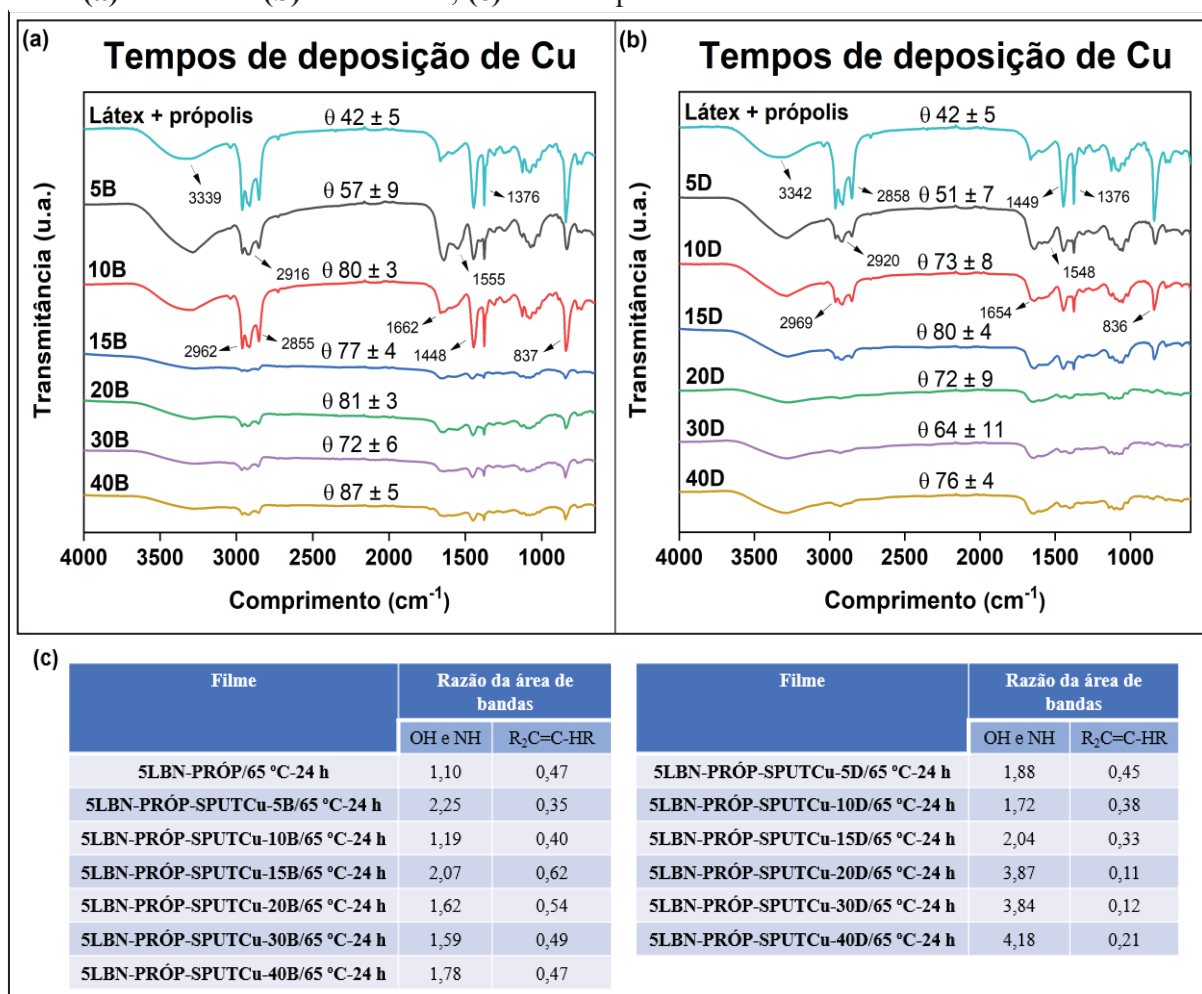 (a)
Tempos de deposição de Cu
Látex + própolis
θ 42 ± 5
3339
1376
5B
θ 57 ± 9
2916
1555
10B
θ 80 ± 3
1662
2962
2855
1448
837
15B
θ 77 ± 4
20B
θ 81 ± 3
30B
θ 72 ± 6
40B
θ 87 ± 5
Transmitância (u.a.)
4000 3500 3000 2500 2000 1500 1000
Comprimento (cm⁻¹)
(b)
Tempos de deposição de Cu
Látex + própolis
θ 42 ± 5
3342
2858
1449
1376
5D
θ 51 ± 7
2920
1548
10D
θ 73 ± 8
2969
1654
836
15D
θ 80 ± 4
20D
θ 72 ± 9
30D
θ 64 ± 11
40D
θ 76 ± 4
Transmitância (u.a.)
4000 3500 3000 2500 2000 1500 1000
Comprimento (cm⁻¹)
(c)
Filme Razão da área de
bandas
OH e NH R₂C=C-HR
5LBN-PRÓP/65 ºC-24 h 1,10 0,47
5LBN-PRÓP-SPUTCu-5B/65 ºC-24 h 2,25 0,35
5LBN-PRÓP-SPUTCu-10B/65 ºC-24 h 1,19 0,40
5LBN-PRÓP-SPUTCu-15B/65 ºC-24 h 2,07 0,62
5LBN-PRÓP-SPUTCu-20B/65 ºC-24 h 1,62 0,54
5LBN-PRÓP-SPUTCu-30B/65 ºC-24 h 1,59 0,49
5LBN-PRÓP-SPUTCu-40B/65 ºC-24 h 1,78 0,47
Filme Razão da área de
bandas
OH e NH R₂C=C-HR
5LBN-PRÓP-SPUTCu-5D/65 ºC-24 h 1,88 0,45
5LBN-PRÓP-SPUTCu-10D/65 ºC-24 h 1,72 0,38
5LBN-PRÓP-SPUTCu-15D/65 ºC-24 h 2,04 0,33
5LBN-PRÓP-SPUTCu-20D/65 ºC-24 h 3,87 0,11
5LBN-PRÓP-SPUTCu-30D/65 ºC-24 h 3,84 0,12
5LBN-PRÓP-SPUTCu-40D/65 ºC-24 h 4,18 0,21